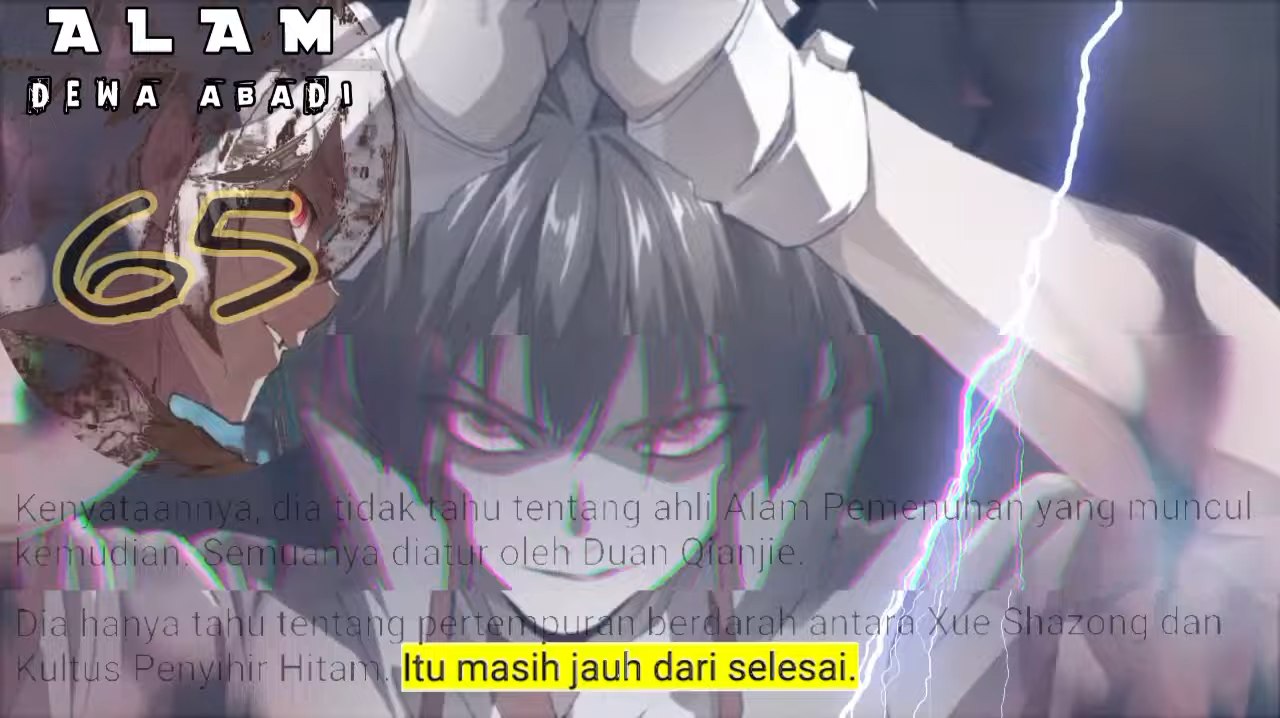 ALAM
DEWA ABADI
65
Kenyataannya, dia tidak tahu tentang ahli Alam Pemenuhan yang muncul
kemudian. Semuanya diatur oleh Duan Qianjie.
Dia hanya tahu tentang pertempuran berdarah antara Xue Shazong dan
Kultus Penyihir Hitam. Itu masih jauh dari selesai.